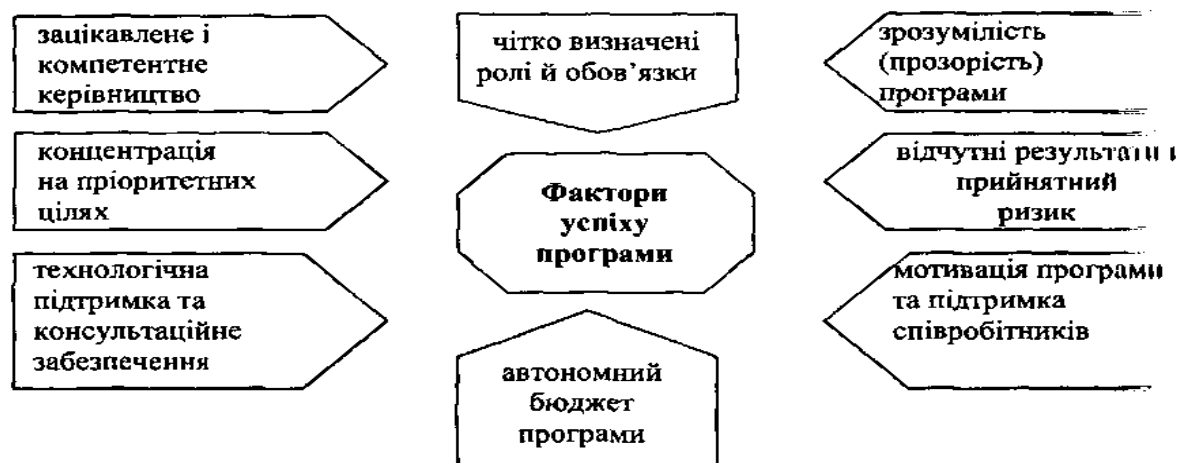 зацікавлене і
компетентне
керівництво
чітко визначені
ролі й обов’язки
зрозумілість
(прозорість)
програми
концентрація
на пріоритетних
цілях
Фактори
успіху
програми
відчутні результати и
прийнятний
ризик
технологічна
підтримка та
консультаційне
забезпечення
автономний
бюджет
програми
мотивація програми
та підтримка
співробітників